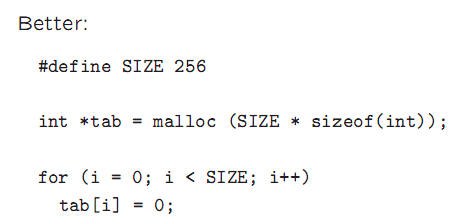 Better:
#define SIZE 256
int *tab = malloc (SIZE * sizeof(int));
for (i = 0; i < SIZE; i++)
tab[i] = 0;